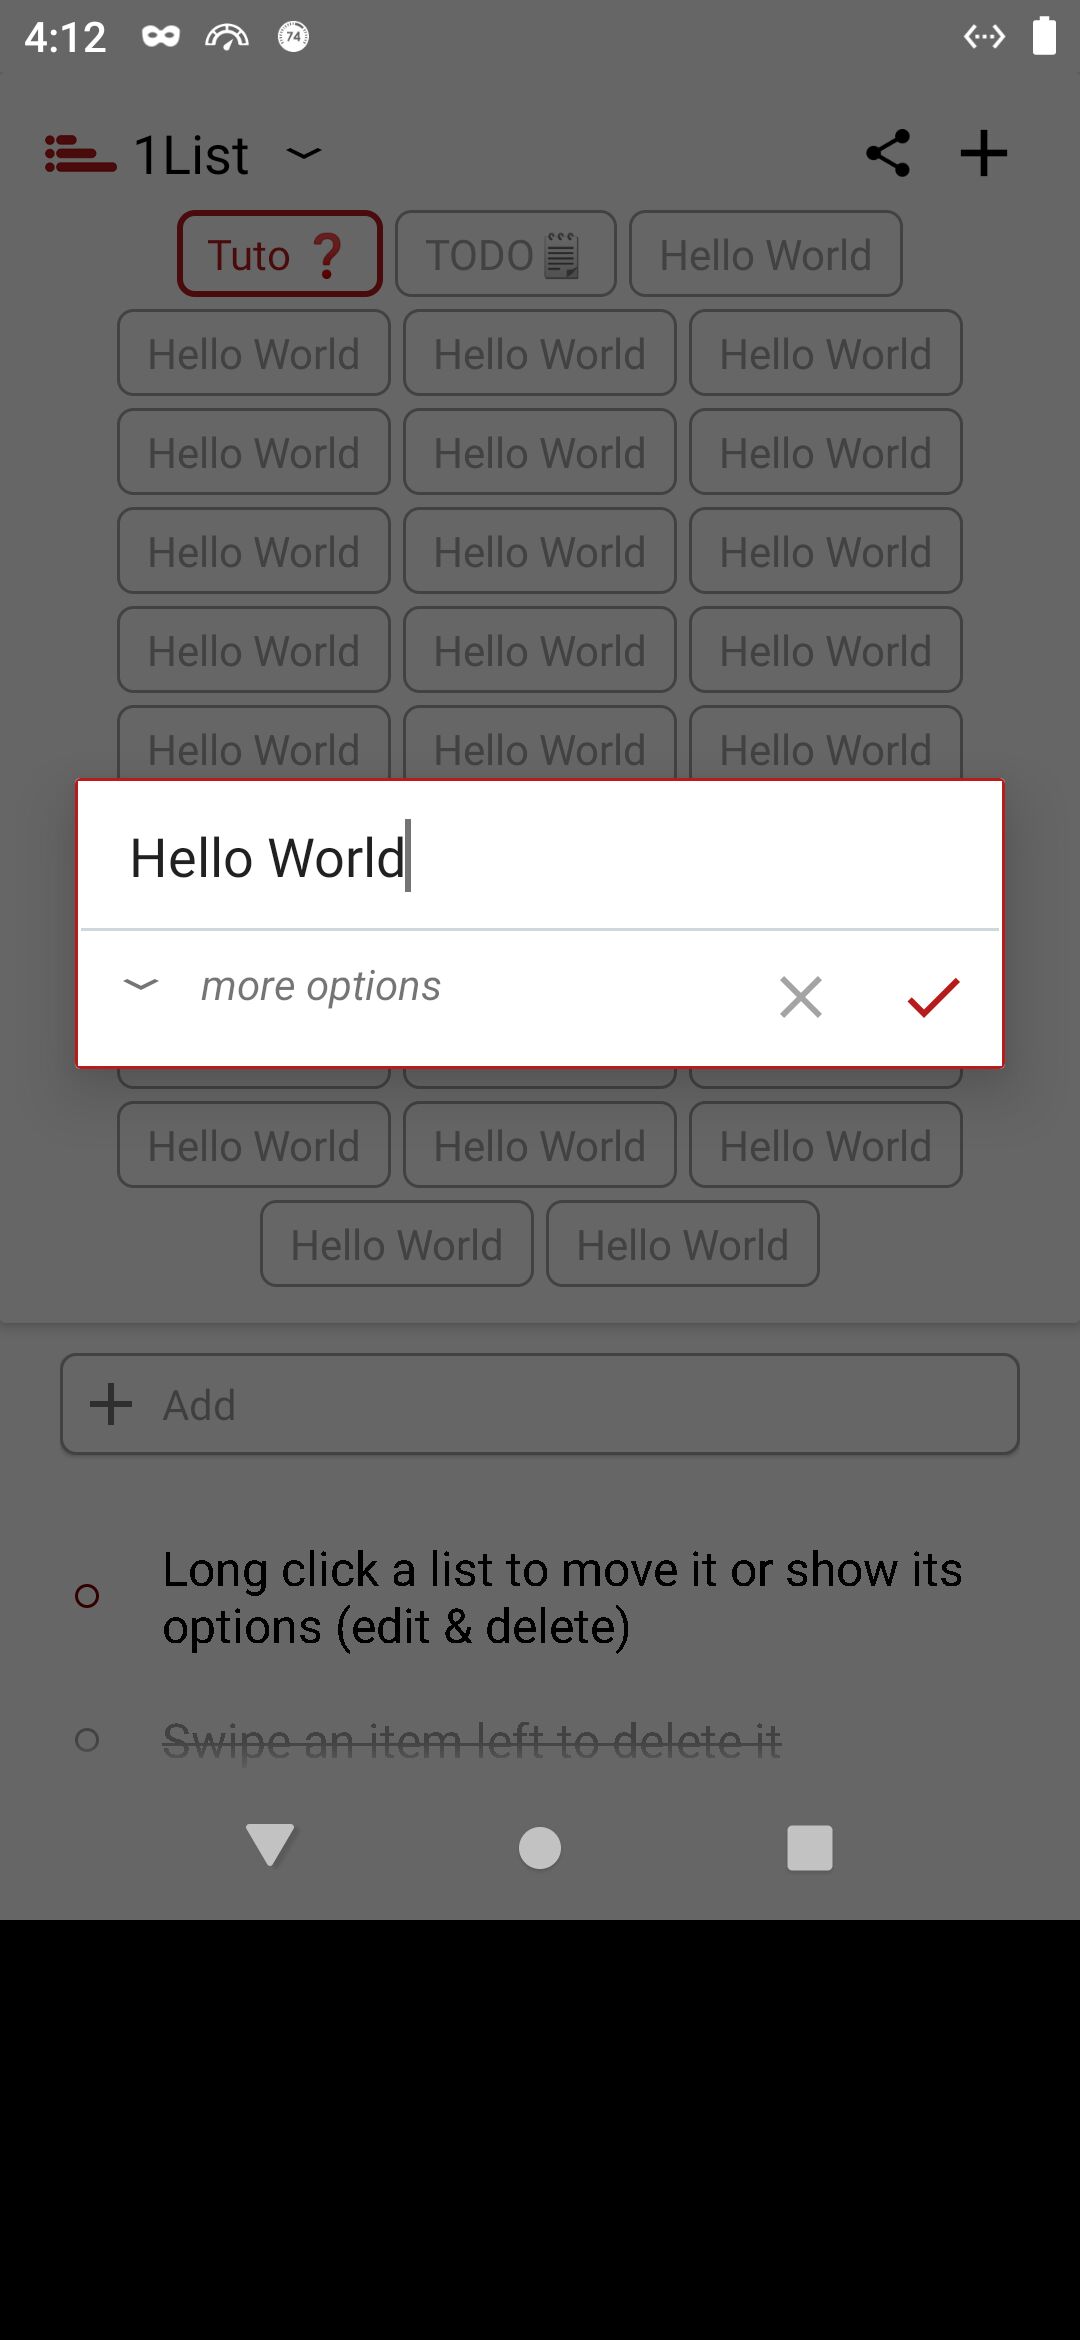 4:12 74
1List
Tuto ❓ TODO🗒 Hello World
Hello World Hello World Hello World
Hello World Hello World Hello World
Hello World Hello World Hello World
Hello World Hello World Hello World
Hello World Hello World Hello World
Hello World
more options
Hello World Hello World Hello World
Hello World Hello World
Add
Long click a list to move it or show its
options (edit & delete)
Swipe an item left to delete it